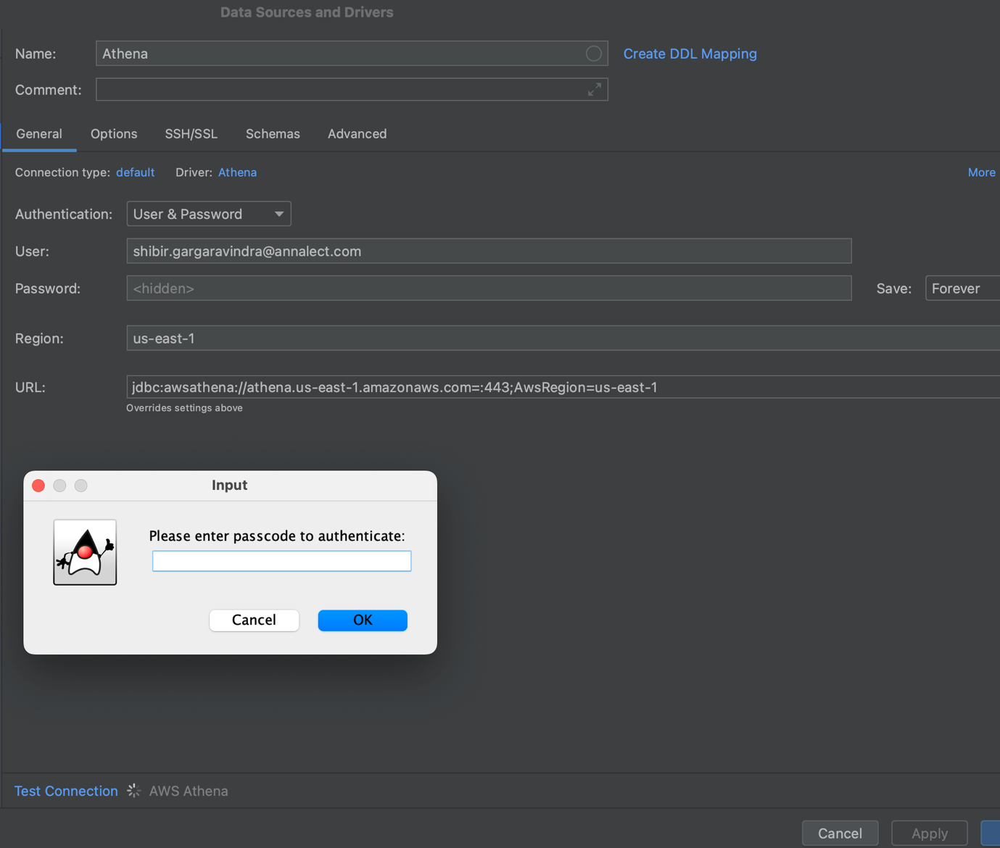 Data Sources and Drivers
Name: Athena Create DDL Mapping
Comment:
General Options SSH/SSL Schemas Advanced
Connection type: default Driver: Athena More
Authentication: User & Password
User: shibir.gargaravindra@annalect.com
Password: <hidden> Save: Forever
Region: us-east-1
URL: jdbc:awsathena://athena.us-east-1.amazonaws.com=:443;AwsRegion=us-east-1
Overrides settings above
Input
Please enter passcode to authenticate:
Cancel OK
Test Connection AWS Athena
Cancel Apply